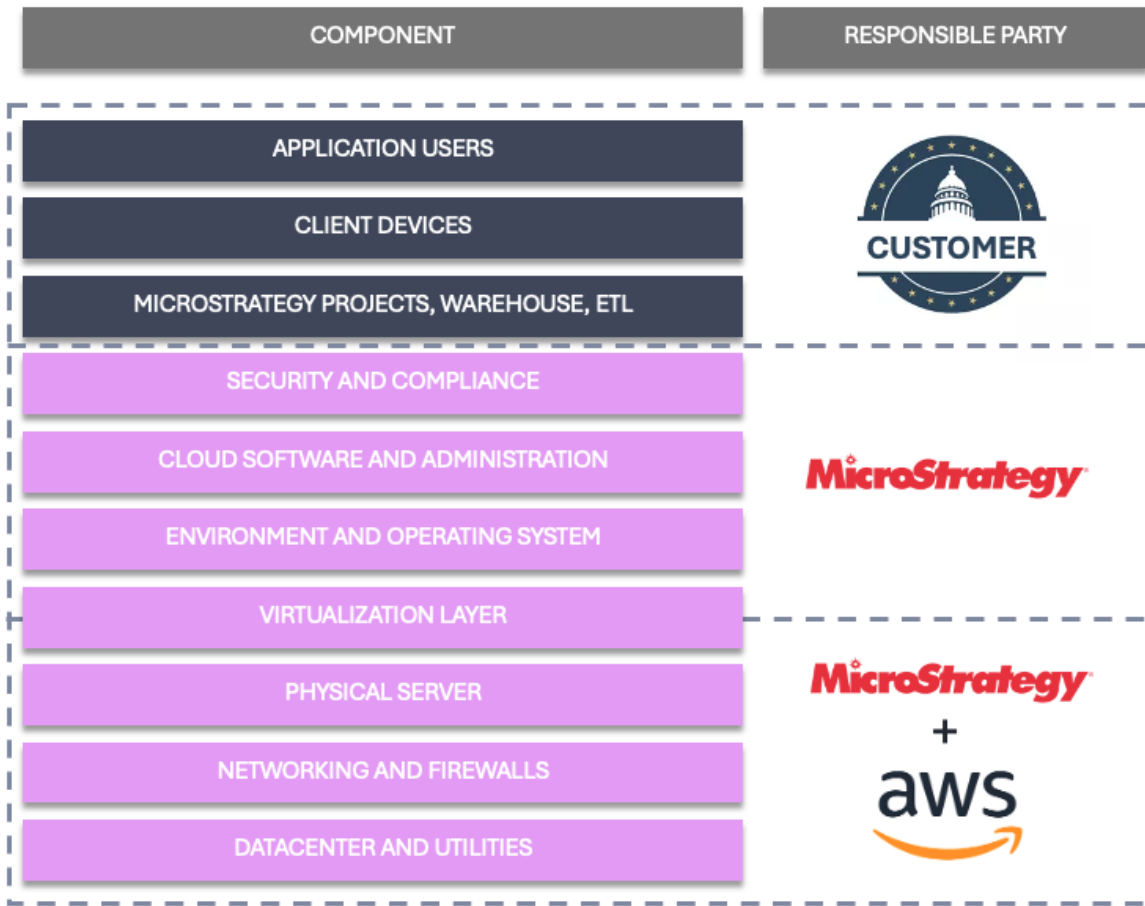 COMPONENT
RESPONSIBLE PARTY
APPLICATION USERS
CLIENT DEVICES
MICROSTRATEGY PROJECTS, WAREHOUSE, ETL
CUSTOMER
SECURITY AND COMPLIANCE
CLOUD SOFTWARE AND ADMINISTRATION
ENVIRONMENT AND OPERATING SYSTEM
VIRTUALIZATION LAYER
MicroStrategy
PHYSICAL SERVER
NETWORKING AND FIREWALLS
DATACENTER AND UTILITIES
MicroStrategy
+
aws